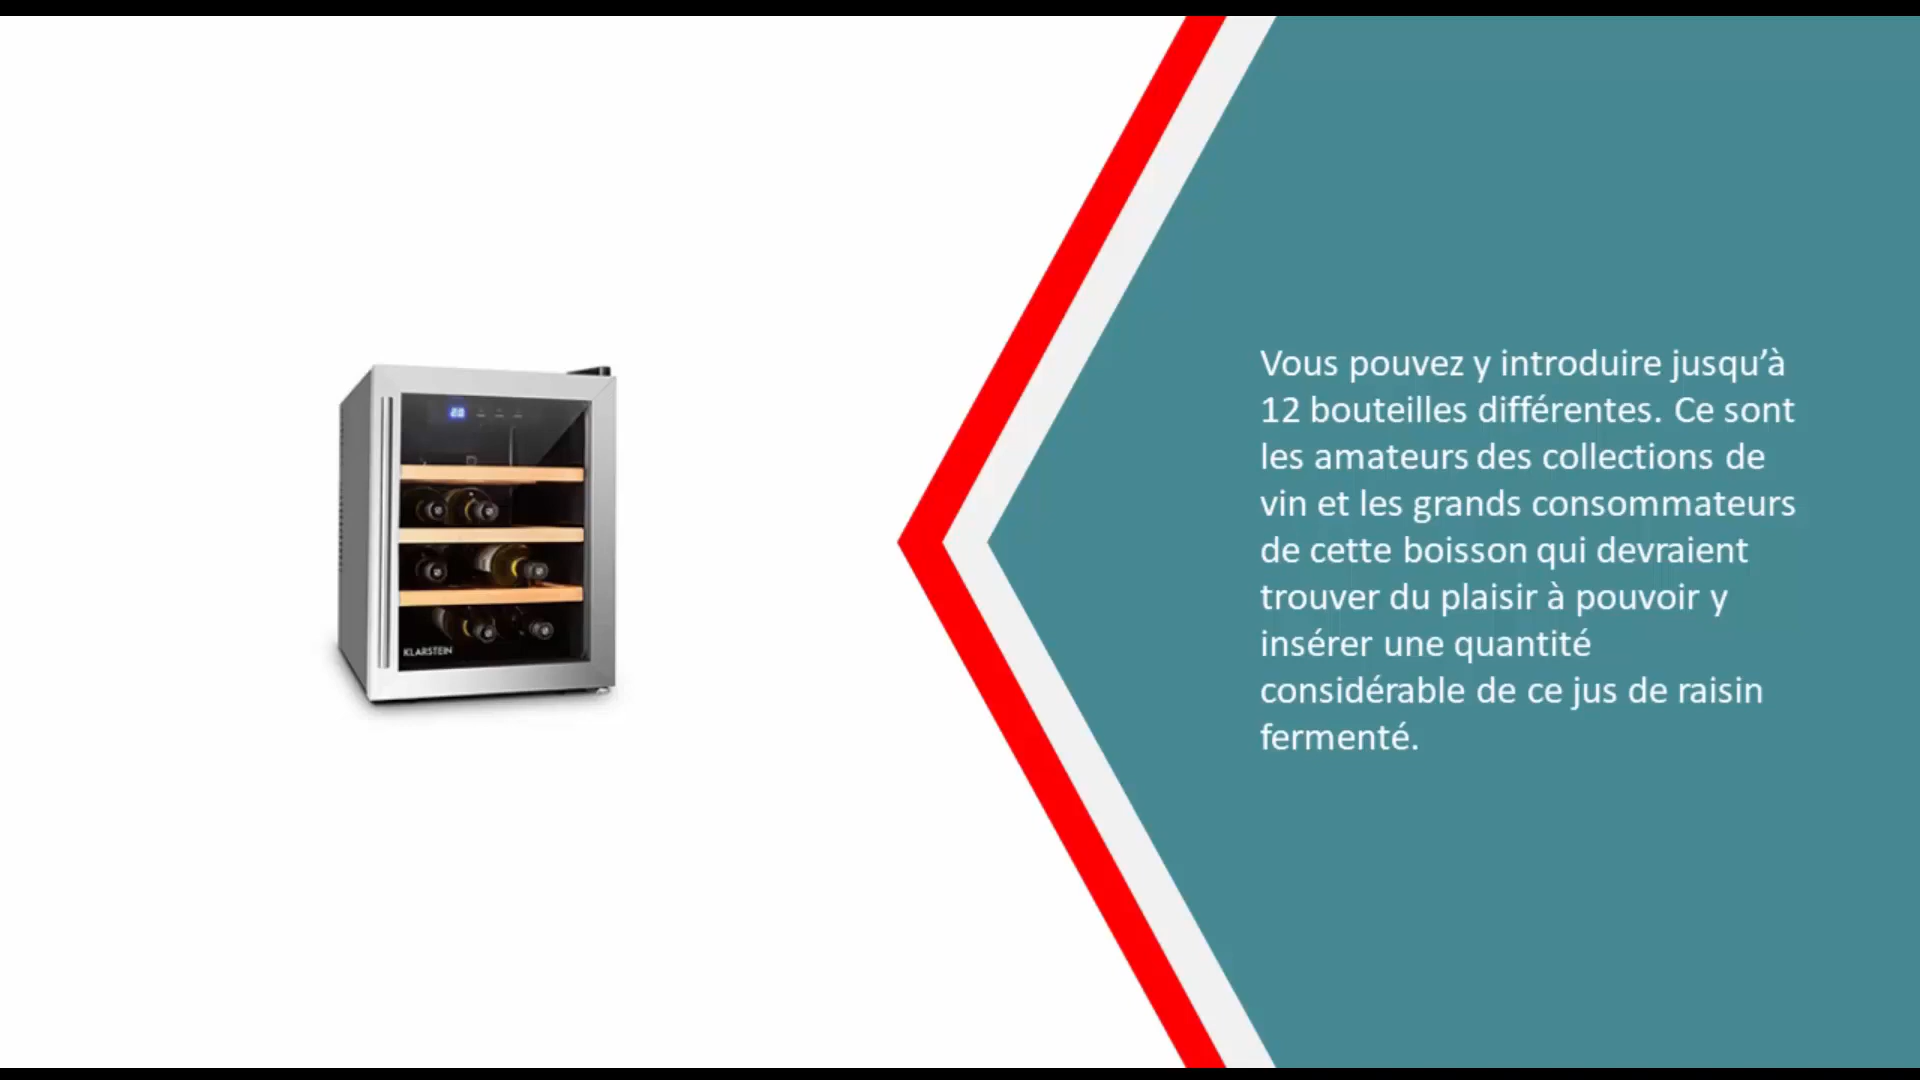 KLARSTEIN
Vous pouvez y introduire jusqu’à
12 bouteilles différentes. Ce sont
les amateurs des collections de
vin et les grands consommateurs
de cette boisson qui devraient
trouver du plaisir à pouvoir y
insérer une quantité
considérable de ce jus de raisin
fermenté.